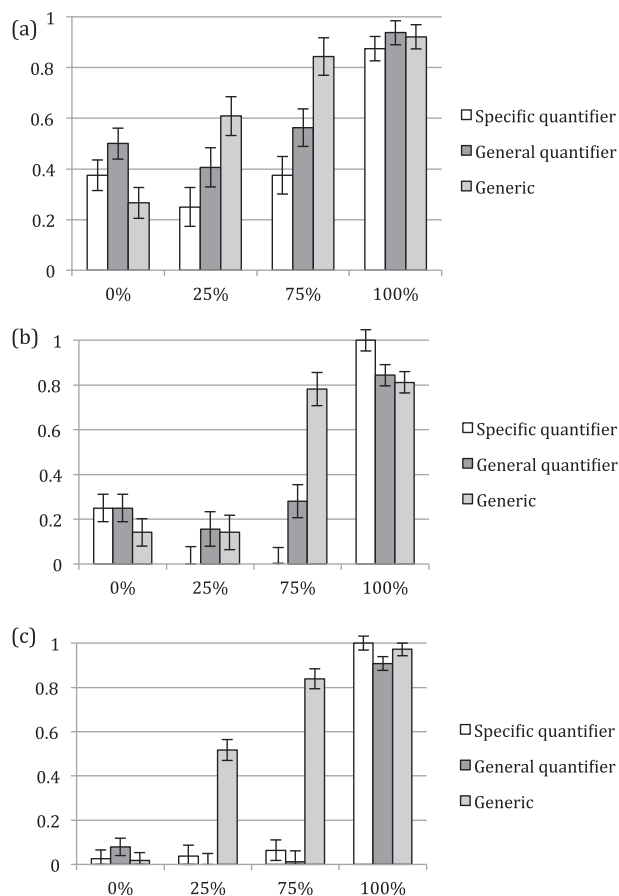 (a)
1
0.8
0.6
0.4
0.2
0
0% 25% 75% 100%
Specific quantifier
General quantifier
Generic
(b)
1
0.8
0.6
0.4
0.2
0
0% 25% 75% 100%
Specific quantifier
General quantifier
Generic
(c)
1
0.8
0.6
0.4
0.2
0
0% 25% 75% 100%
Specific quantifier
General quantifier
Generic